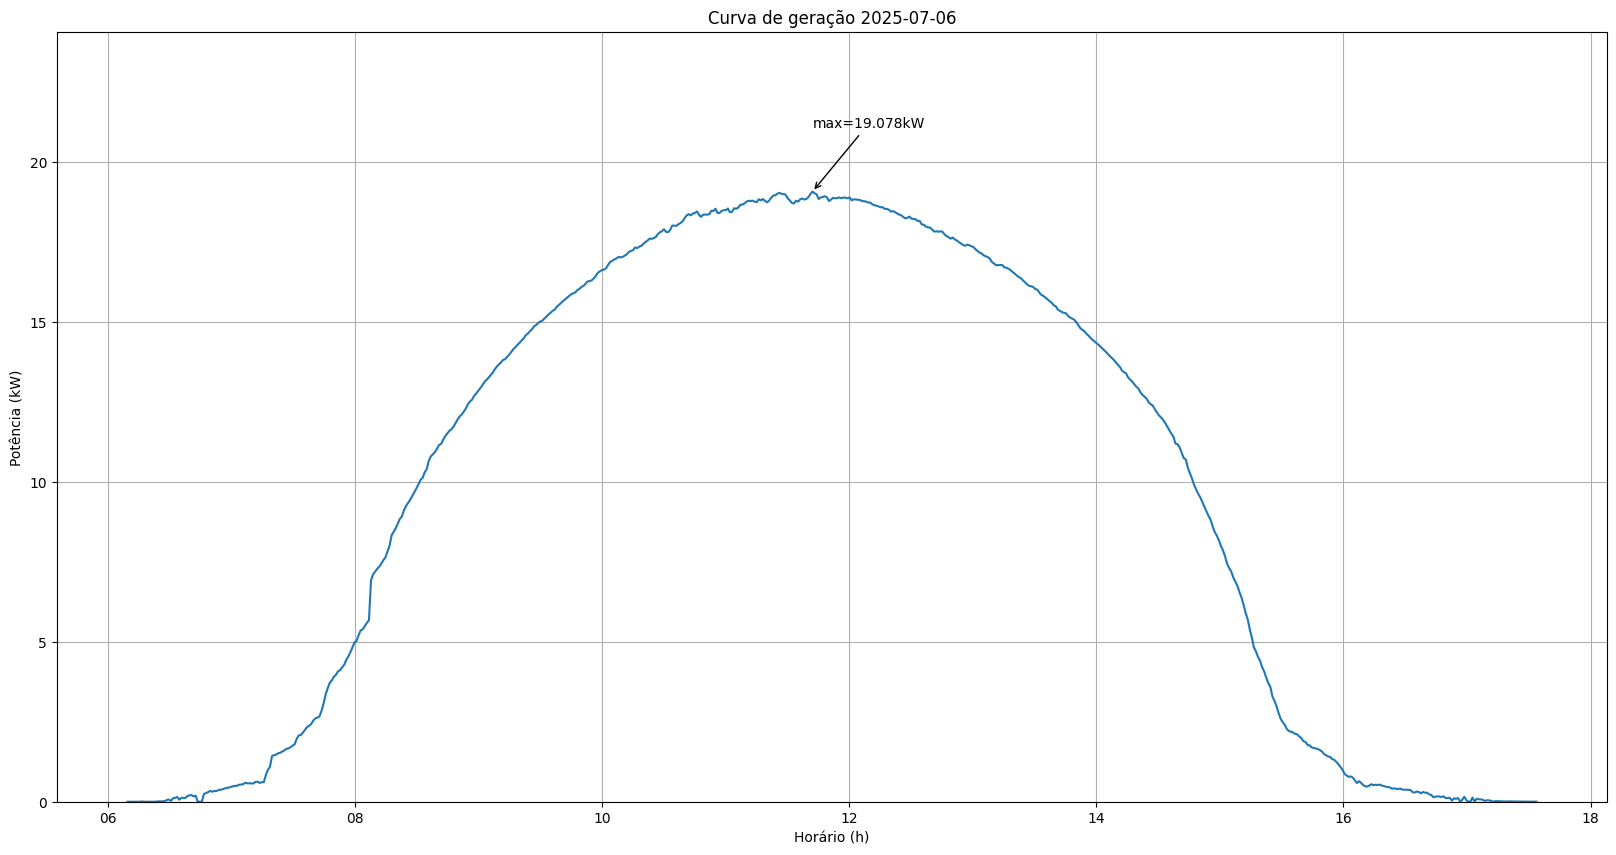 Curva de geração 2025-07-06
max=19.078kW
Potência (kW)
20
15
10
5
0
06 08 10 12 14 16 18
Horário (h)